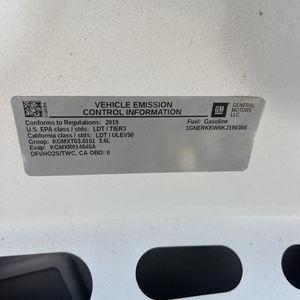 VEHICLE EMISSION
CONTROL INFORMATION
GM
GENERAL
MOTORS
LLC
Conforms to Regulations: 2019
Fuel: Gasoline
U.S. EPA class / stds: LDT / TIER3
1GNERKKW6KJ190366
California class / stds: LDT / ULEV50
Group: KGMXT03.6151 3.6L
Evap: KGMXR014640A
DFI/HO2S/TWC, CA OBD: II